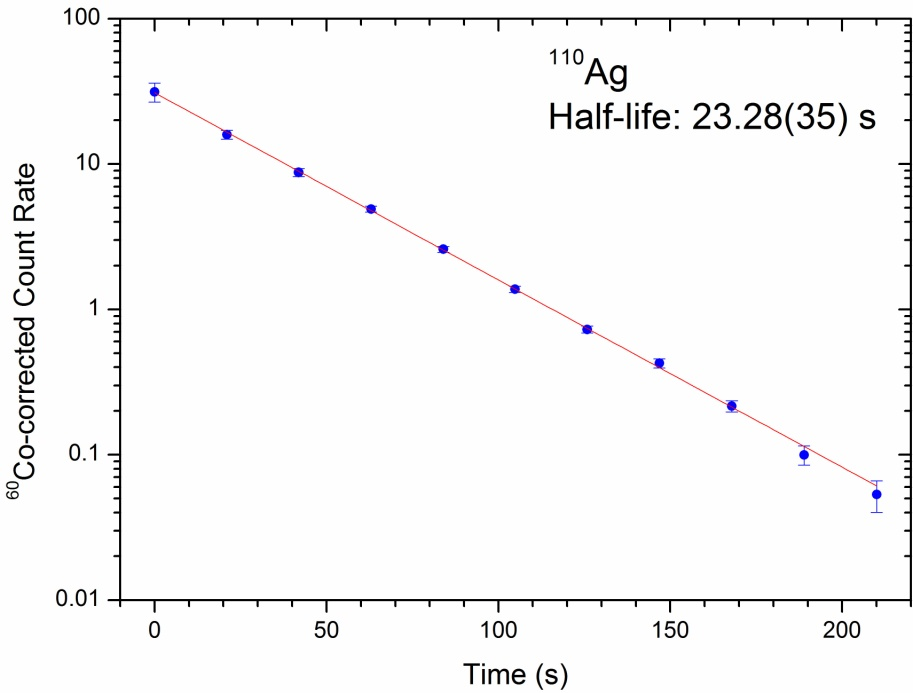 100
10
1
0.1
0.01
⁶⁰Co-corrected Count Rate
¹¹⁰Ag
Half-life: 23.28(35) s
0 50 100 150 200
Time (s)